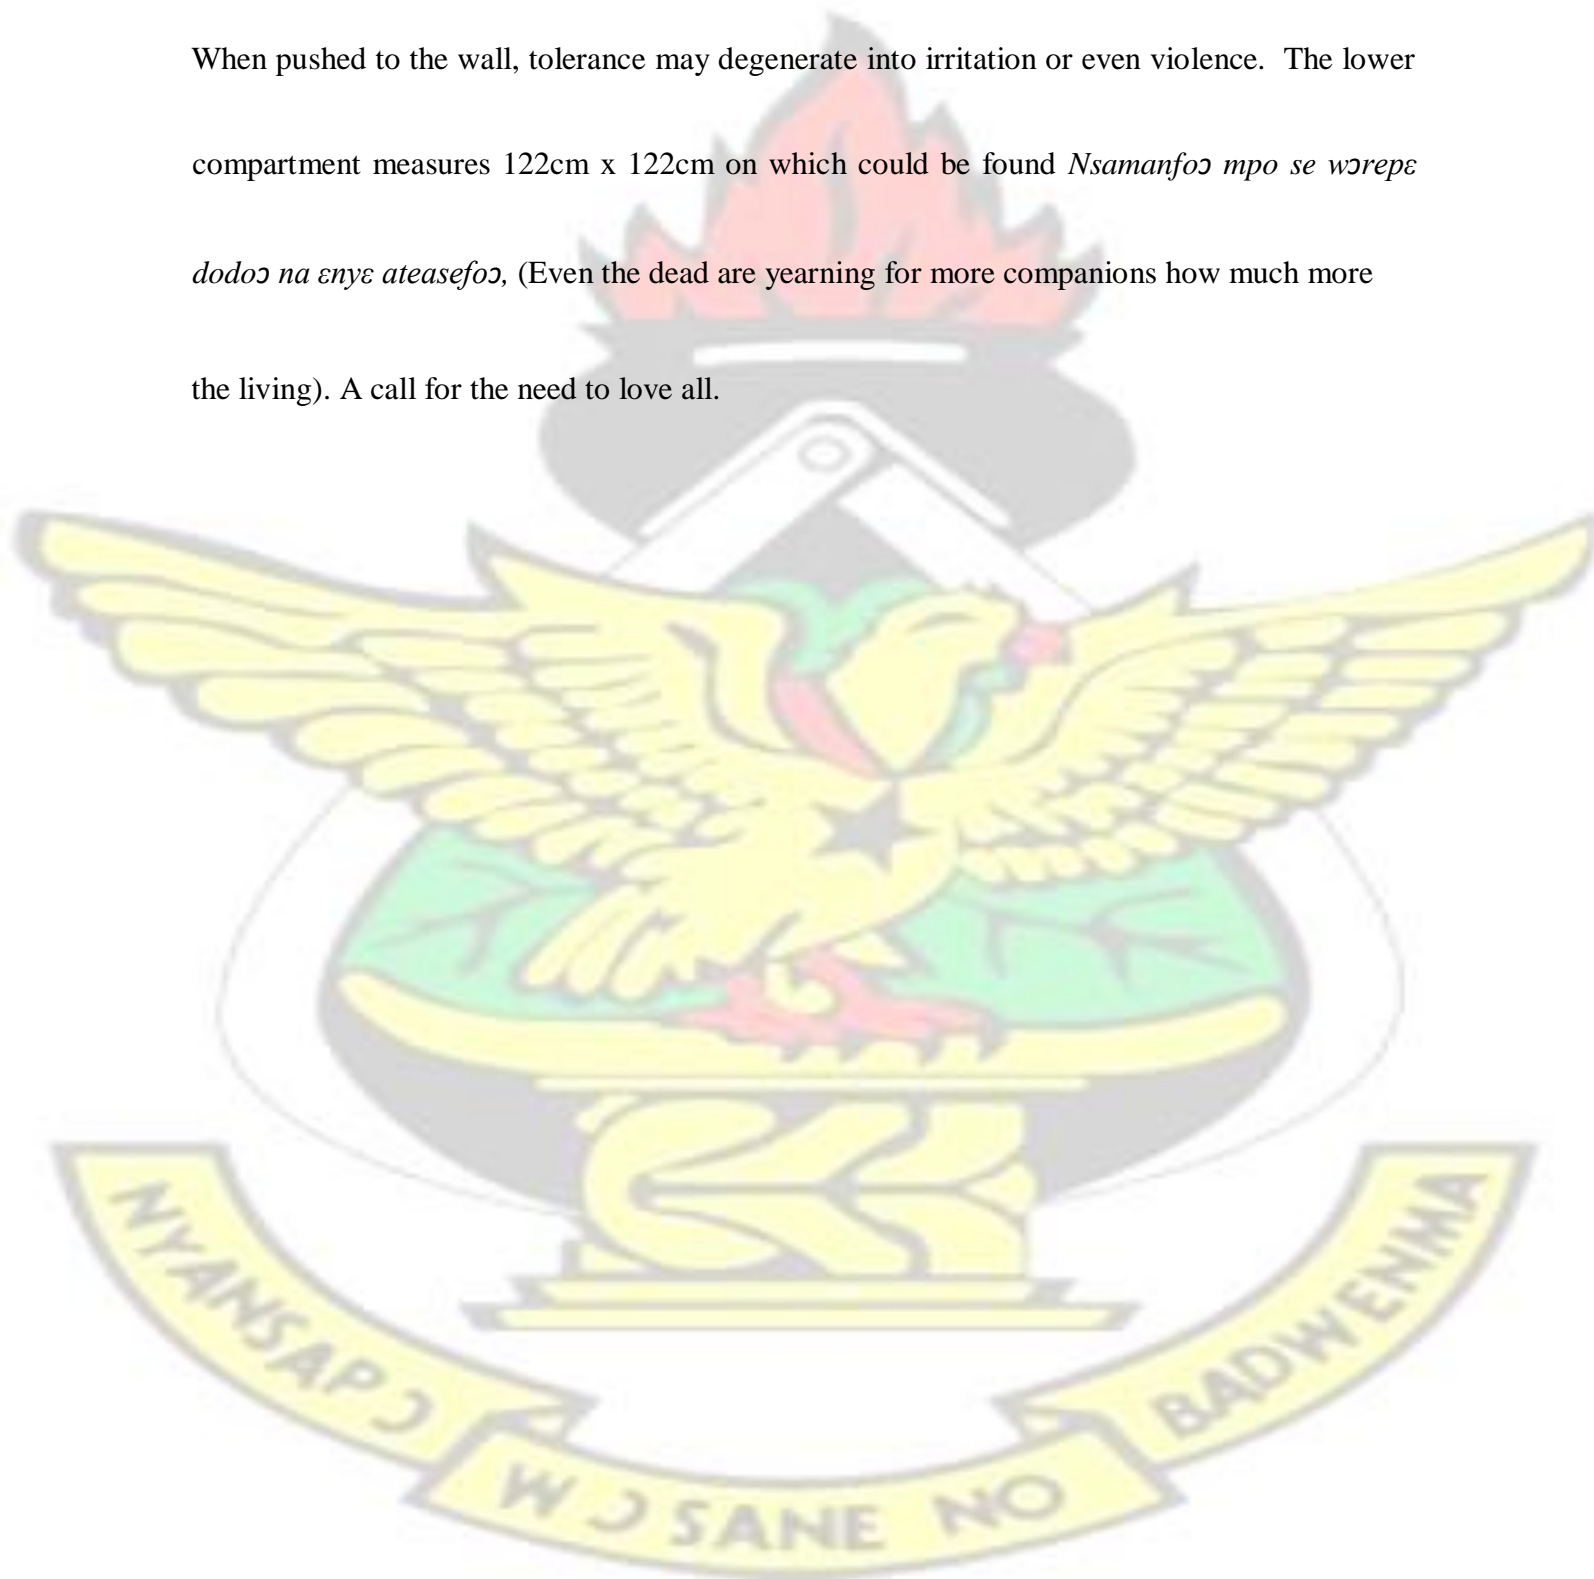 When pushed to the wall, tolerance may degenerate into irritation or even violence.  The lower
compartment measures 122cm x 122cm on which could be found Nsamanfoɔ mpo se wɔrepɛ
dodoɔ na ɛnyɛ ateasefoɔ, (Even the dead are yearning for more companions how much more
the living). A call for the need to love all.
NYANSAPƆ
WƆSANE NO
BADWENMA